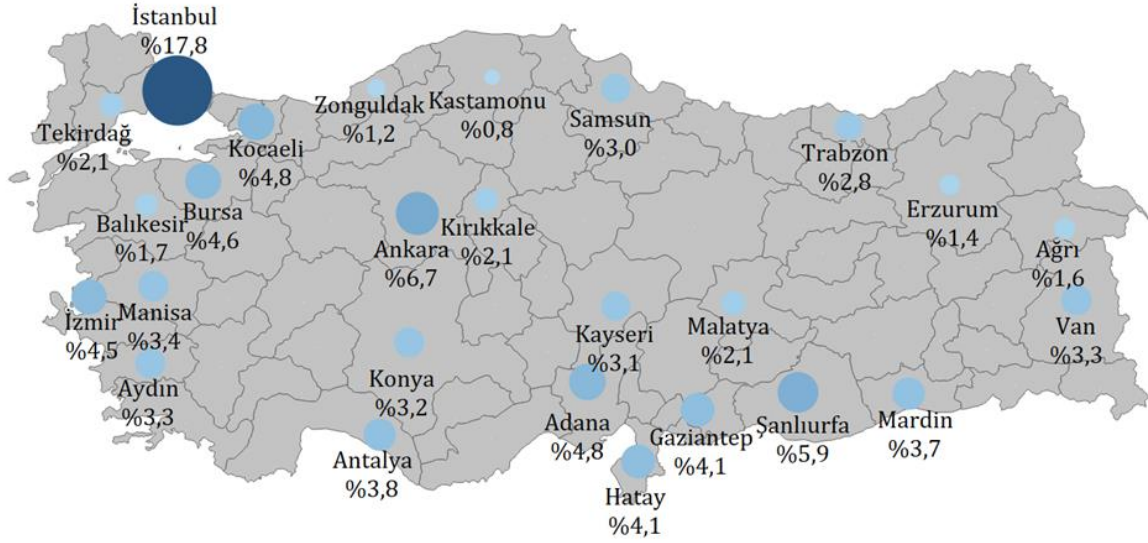 İstanbul
%17,8
Tekirdağ
%2,1
Kocaeli
%4,8
Zonguldak
%1,2
Kastamonu
%0,8
Samsun
%3,0
Trabzon
%2,8
Erzurum
%1,4
Ağrı
%1,6
Balıkesir
%1,7
Bursa
%4,6
Ankara
%6,7
Kırıkkale
%2,1
İzmir
%4,5
Manisa
%3,4
Aydın
%3,3
Konya
%3,2
Kayseri
%3,1
Malatya
%2,1
Van
%3,3
Antalya
%3,8
Adana
%4,8
Gaziantep
%4,1
Şanlıurfa
%5,9
Mardin
%3,7
Hatay
%4,1